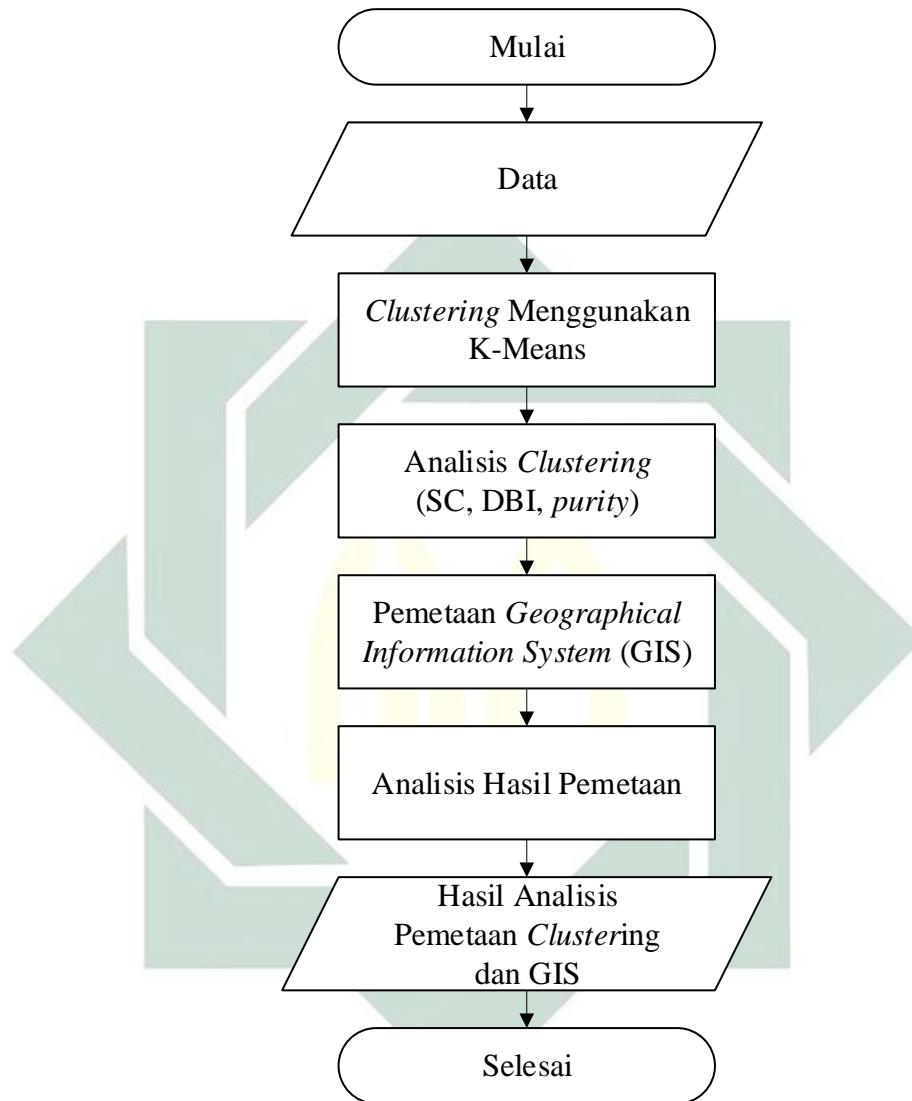 Mulai
Data
Clustering Menggunakan
K-Means
Analisis Clustering
(SC, DBI, purity)
Pemetaan Geographical
Information System (GIS)
Analisis Hasil Pemetaan
Hasil Analisis
Pemetaan Clustering
dan GIS
Selesai